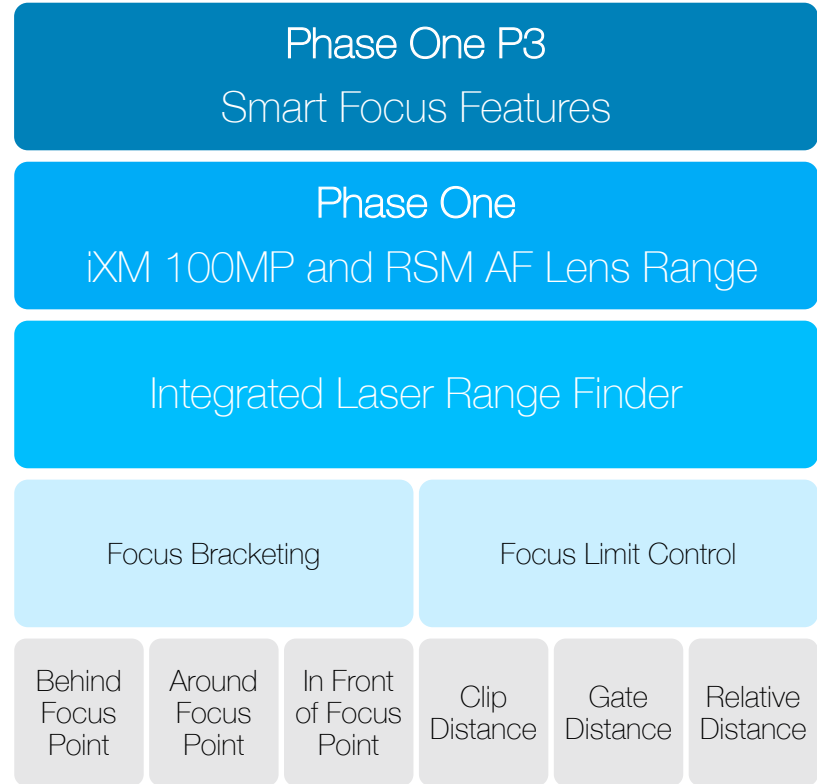 Phase One P3
Smart Focus Features
Phase One
iXM 100MP and RSM AF Lens Range
Integrated Laser Range Finder
Focus Bracketing
Focus Limit Control
Behind
Focus
Point
Around
Focus
Point
In Front
of Focus
Point
Clip
Distance
Gate
Distance
Relative
Distance